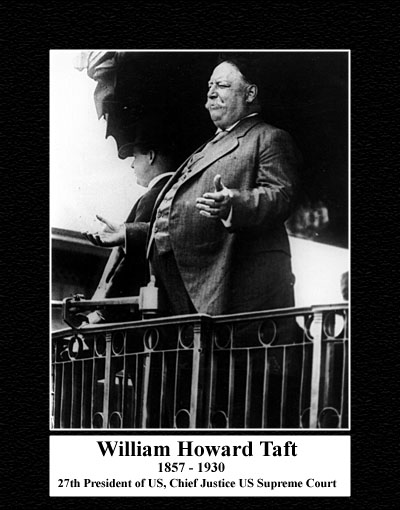 William Howard Taft
1857 - 1930
27th President of US, Chief Justice US Supreme Court